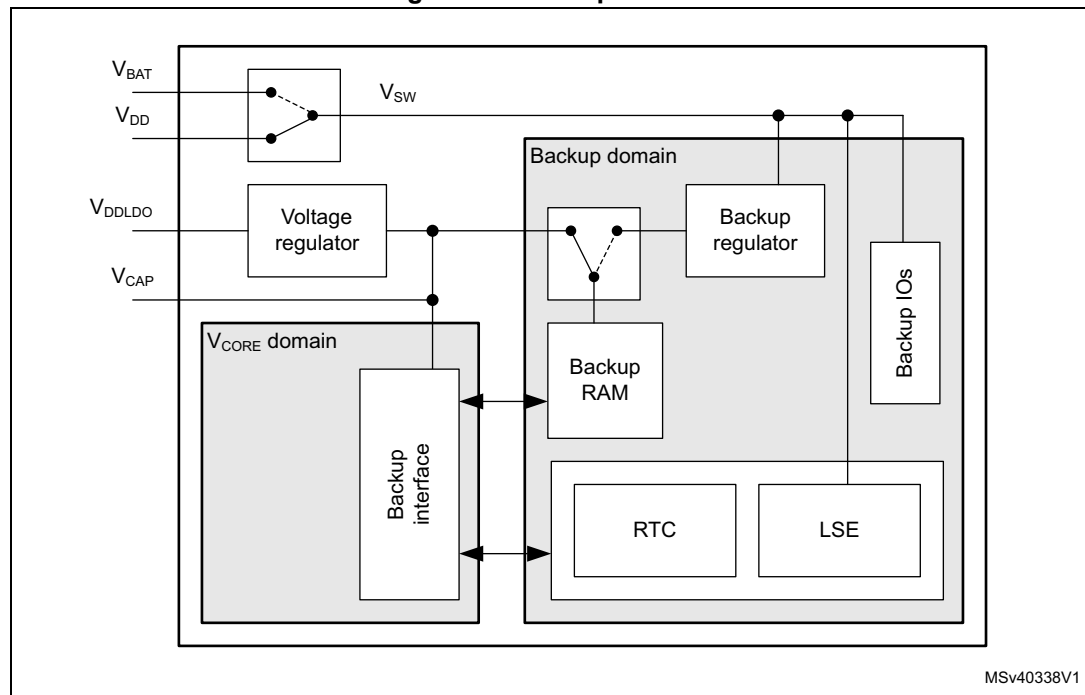 V_BAT
V_SW
V_DD
Backup domain
V_DDLDO
Voltage
regulator
Backup
regulator
V_CAP
Backup IOs
V_CORE domain
Backup
RAM
Backup
interface
RTC
LSE
MSv40338V1